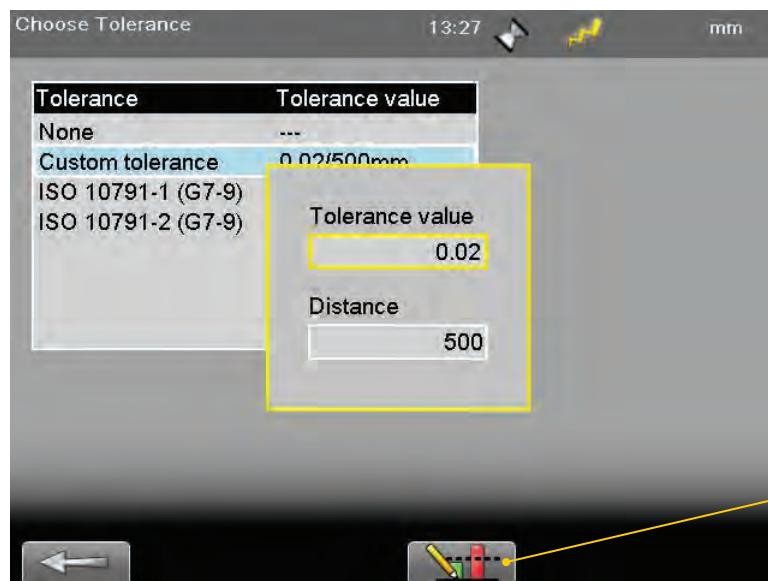 Choose Tolerance 13:27 mm
Tolerance Tolerance value
None ---
Custom tolerance 0.02/500mm
ISO 10791-1 (G7-9)
ISO 10791-2 (G7-9)
Tolerance value
0.02
Distance
500